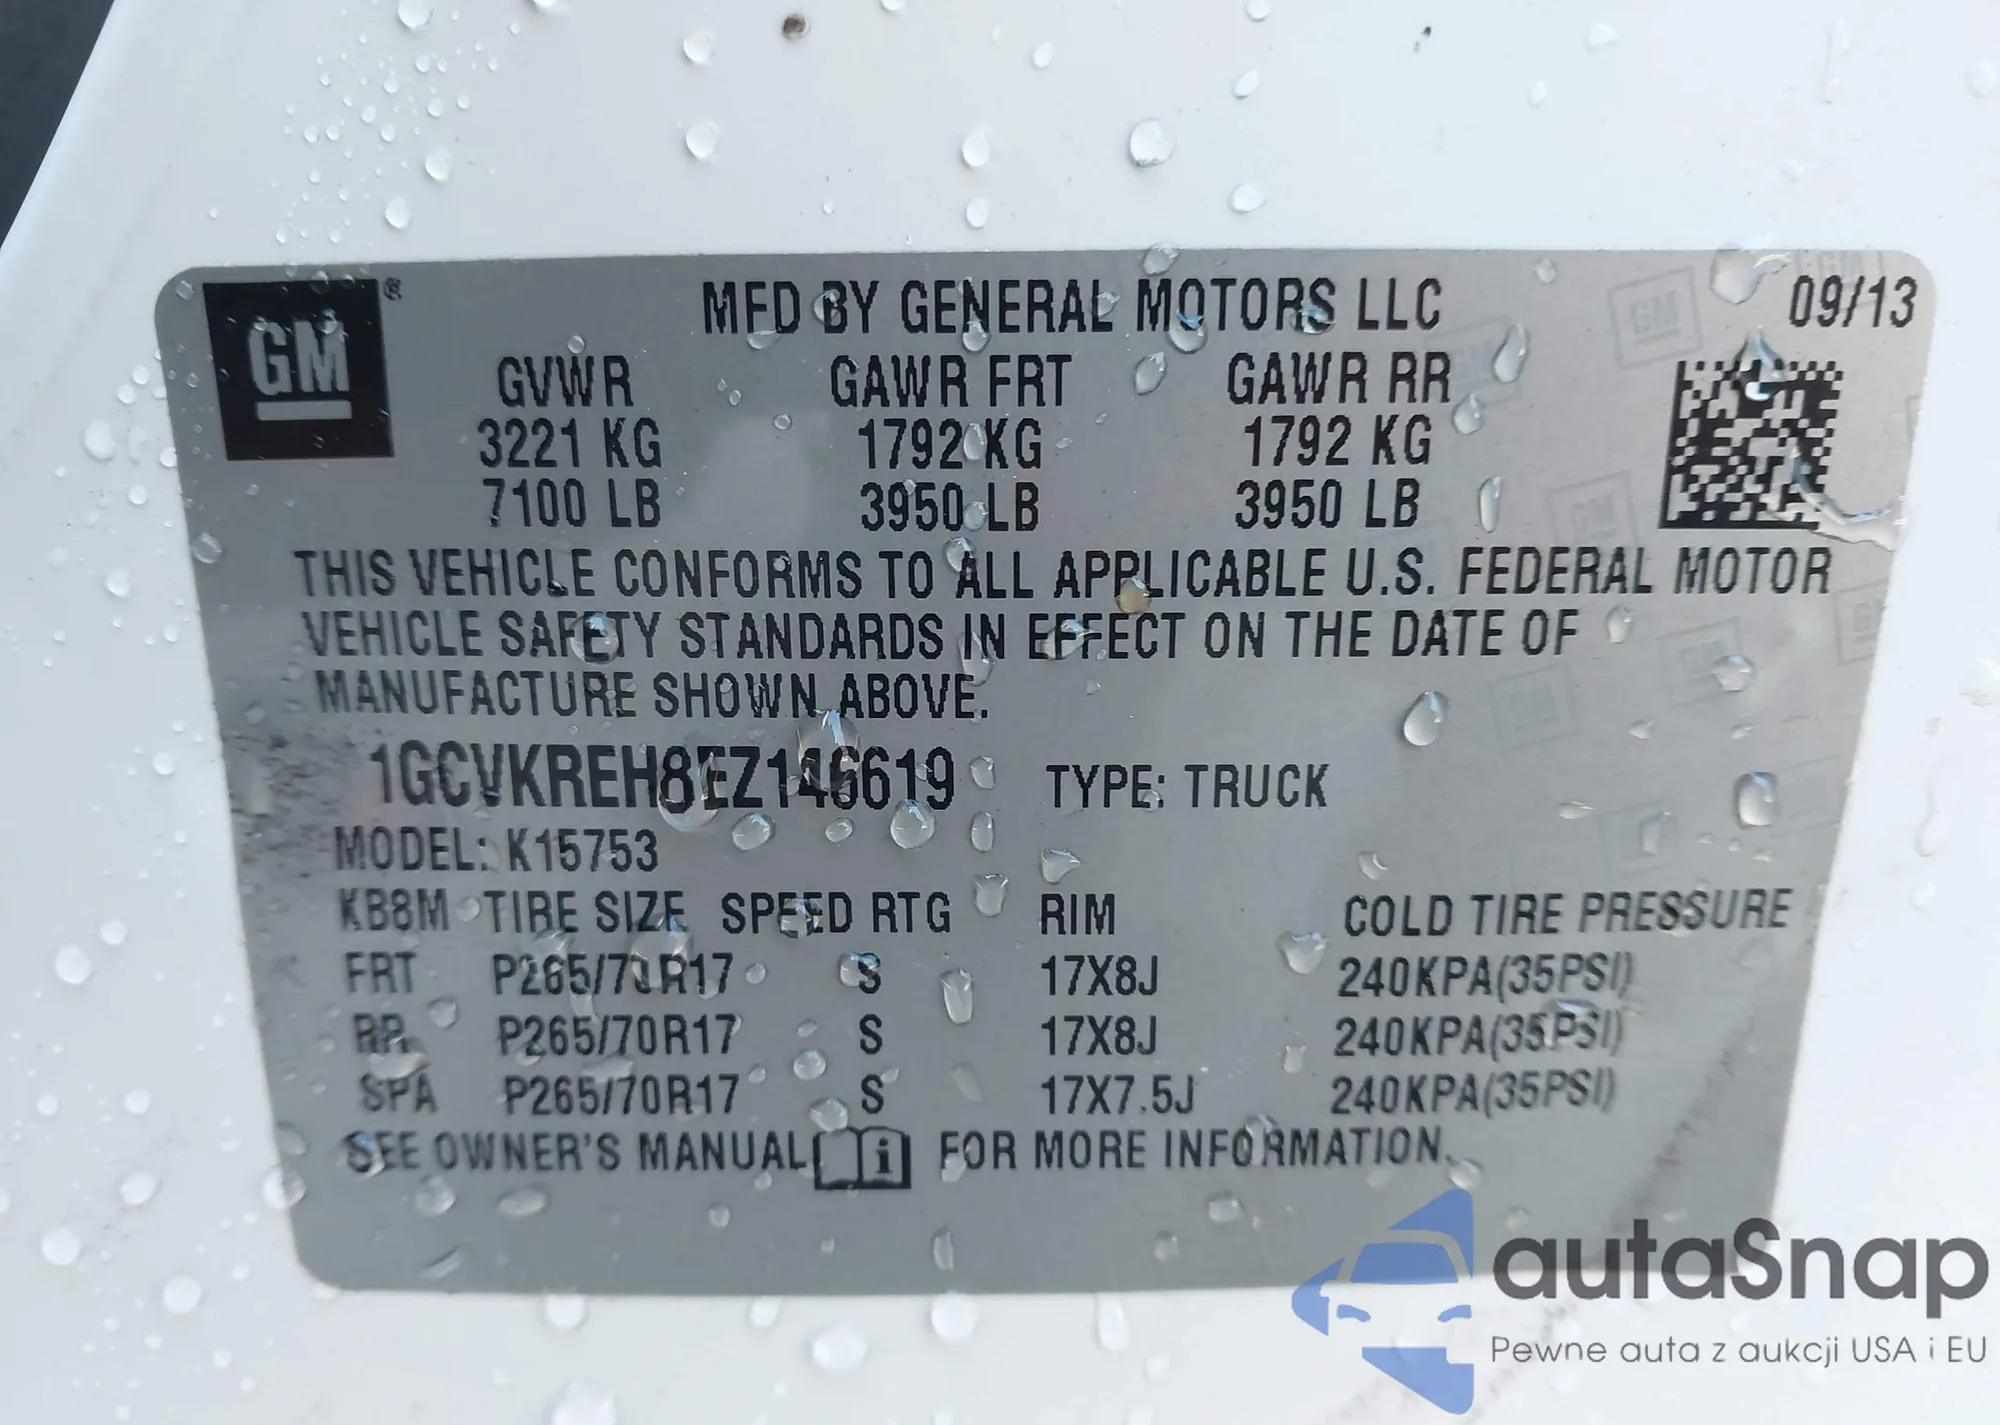 GM®
MFD BY GENERAL MOTORS LLC 09/13
GVWR GAWR FRT GAWR RR
3221 KG 1792 KG 1792 KG
7100 LB 3950 LB 3950 LB
THIS VEHICLE CONFORMS TO ALL APPLICABLE U.S. FEDERAL MOTOR
VEHICLE SAFETY STANDARDS IN EFFECT ON THE DATE OF
MANUFACTURE SHOWN ABOVE.
1GCVKREH8EZ146619 TYPE: TRUCK
MODEL: K15753
KB8M TIRE SIZE SPEED RTG RIM COLD TIRE PRESSURE
FRT P265/70R17 S 17X8J 240KPA(35PSI)
RR P265/70R17 S 17X8J 240KPA(35PSI)
SPA P265/70R17 S 17X7.5J 240KPA(35PSI)
SEE OWNER'S MANUAL i FOR MORE INFORMATION.
autaSnap
Pewne auta z aukcji USA i EU